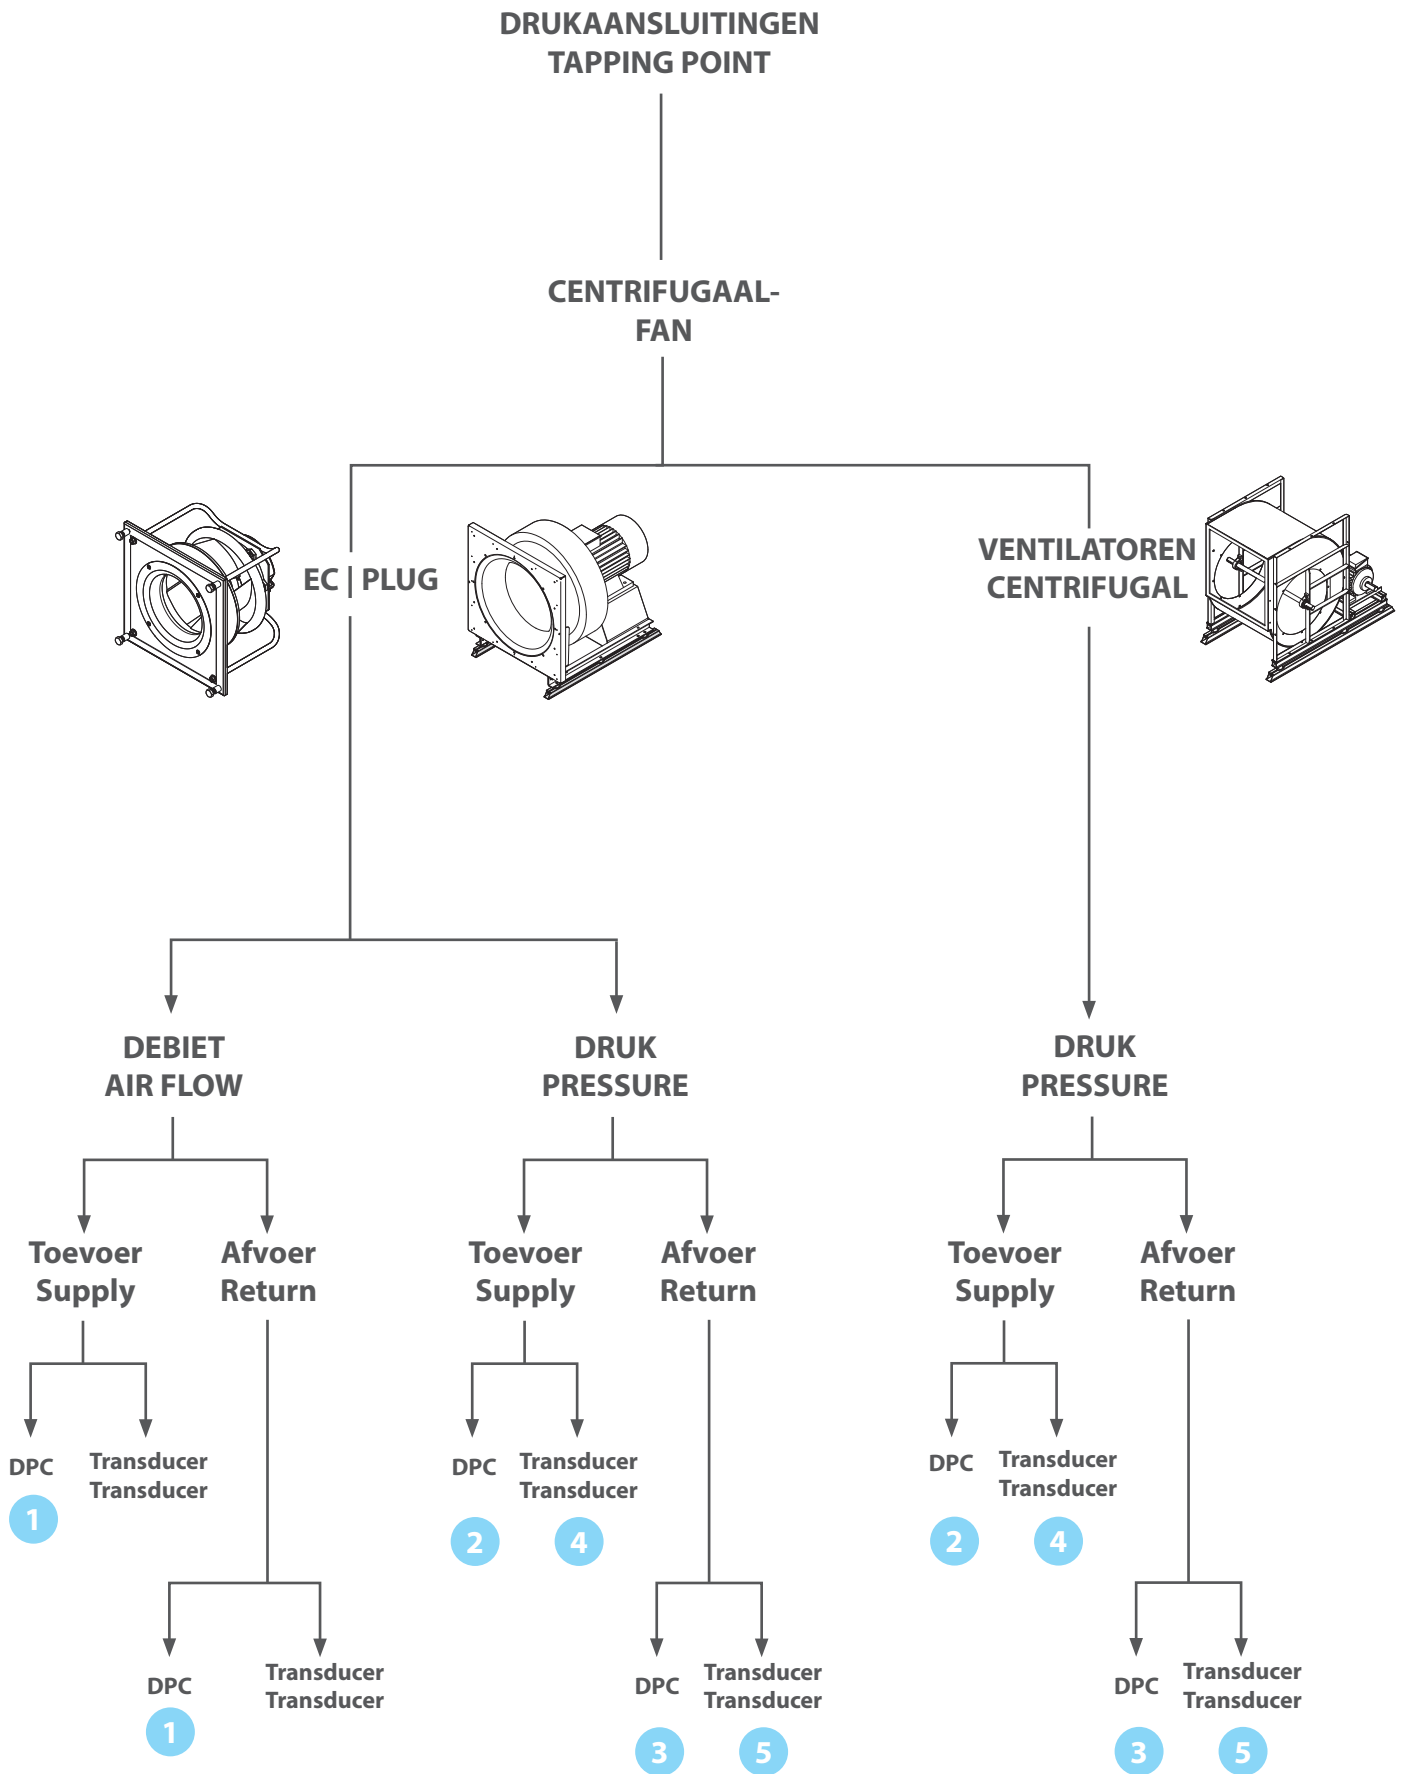 DRUKAANSLUITINGEN
TAPPING POINT
CENTRIFUGAAL-
FAN
EC | PLUG
VENTILATOREN
CENTRIFUGAL
DEBIET
AIR FLOW
DRUK
PRESSURE
DRUK
PRESSURE
Toevoer
Supply
Afvoer
Return
Toevoer
Supply
Afvoer
Return
Toevoer
Supply
Afvoer
Return
DPC
1
Transducer
Transducer
DPC
2
Transducer
Transducer
4
DPC
2
Transducer
Transducer
4
DPC
1
Transducer
Transducer
DPC
3
Transducer
Transducer
5
DPC
3
Transducer
Transducer
5